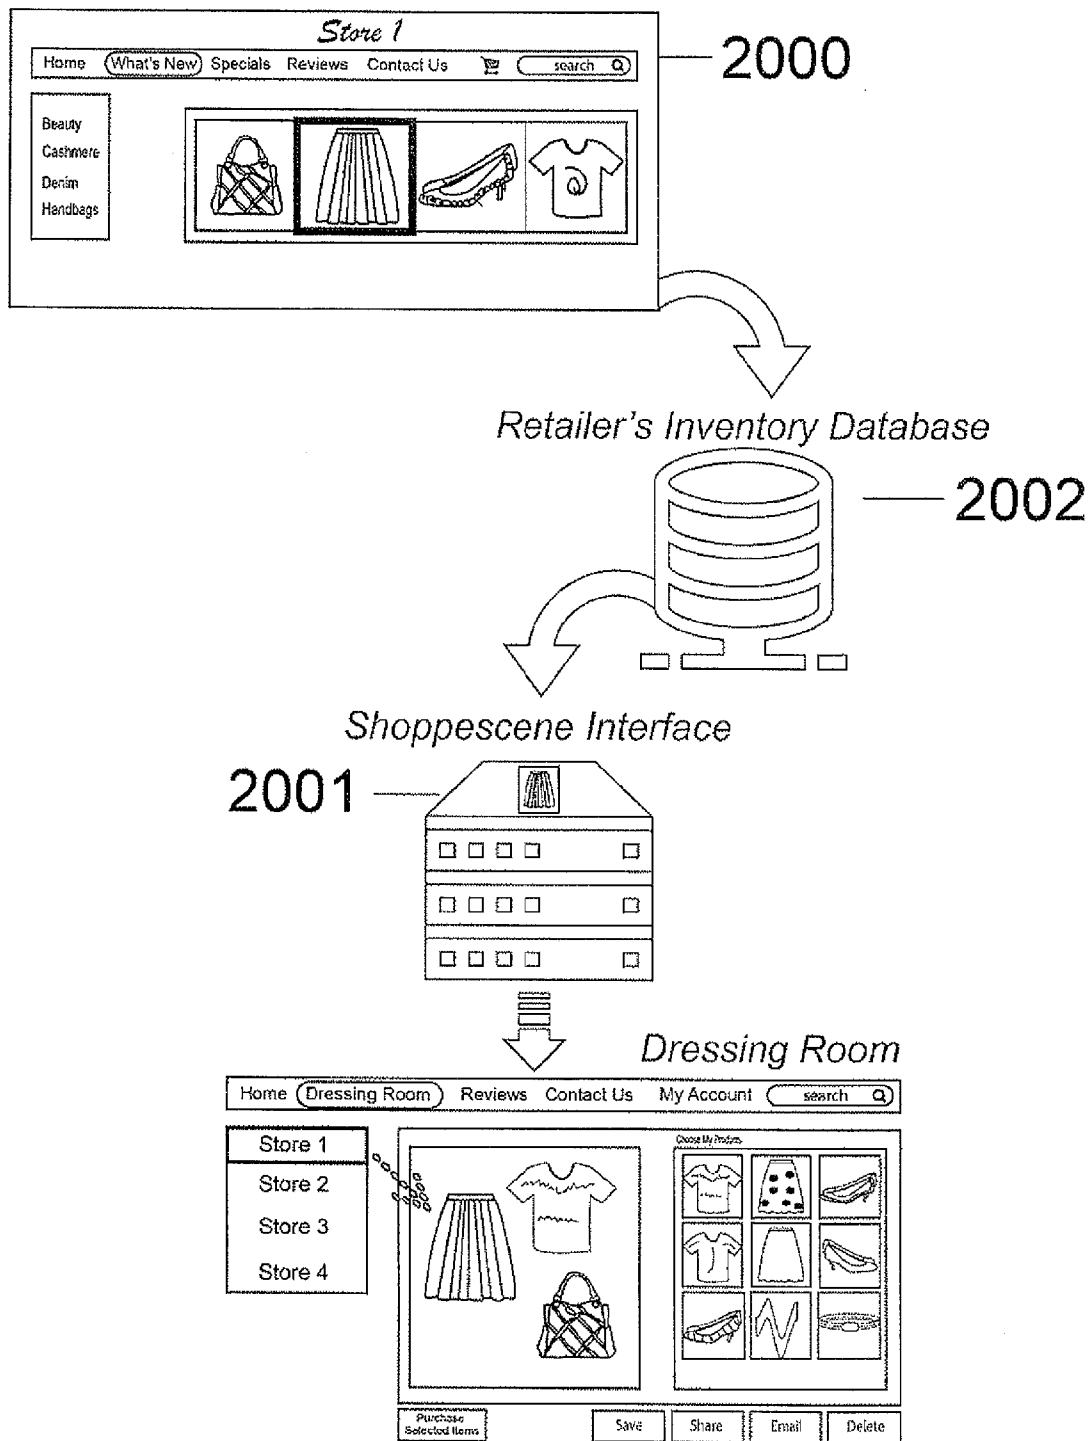 Store 1
Home What's New Specials Reviews Contact Us search
2000
Beauty
Cashmere
Denim
Handbags
Retailer's Inventory Database
2002
Shoppescene Interface
2001
Dressing Room
Home Dressing Room Reviews Contact Us My Account search
Store 1
Store 2
Store 3
Store 4
Choose My Products
Purchase
Selected Items
Save Share Email Delete